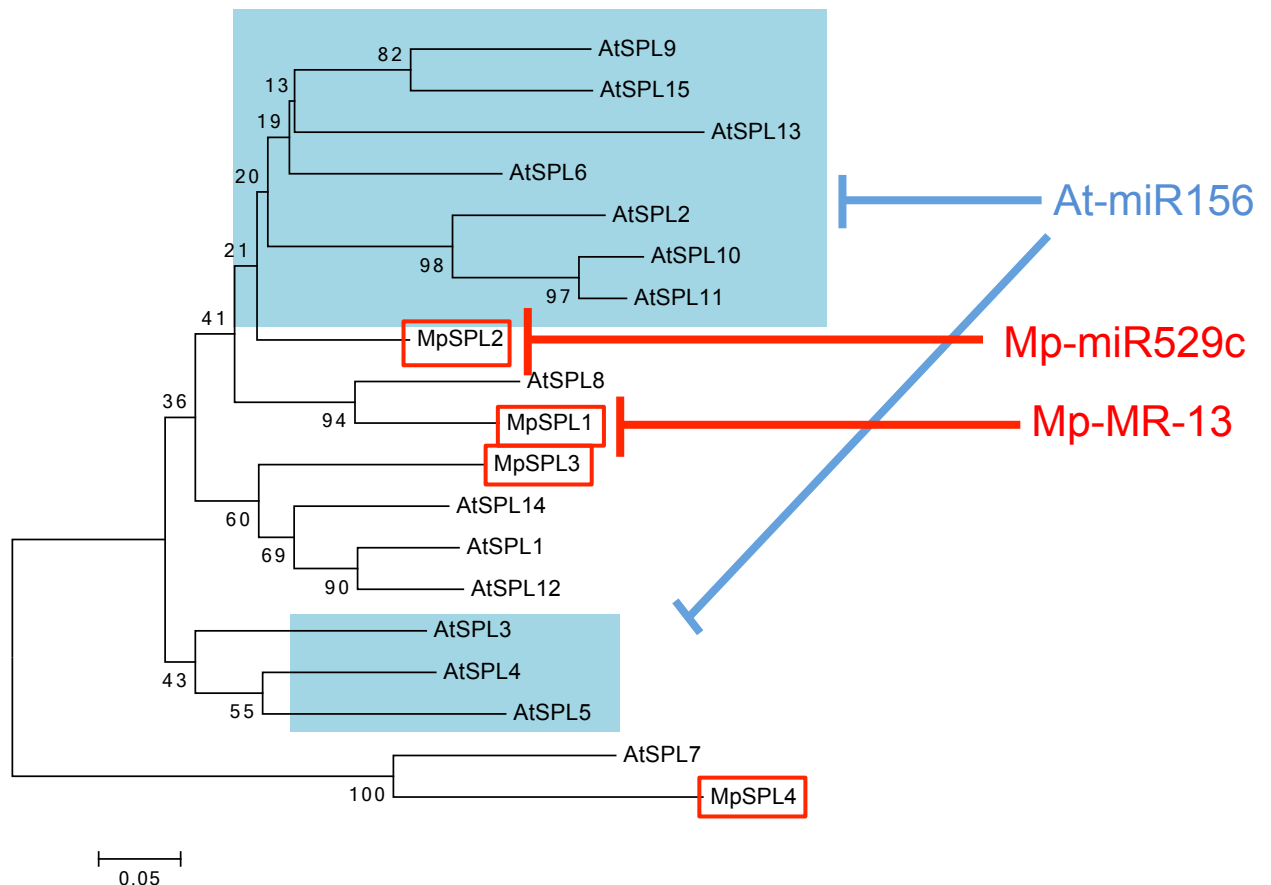 AtSPL9
82
AtSPL15
13
AtSPL13
19
AtSPL6
20
At-miR156
AtSPL2
21
AtSPL10
98
AtSPL11
97
41
MpSPL2
Mp-miR529c
AtSPL8
36
94
MpSPL1
Mp-MR-13
MpSPL3
AtSPL14
60
AtSPL1
69
AtSPL12
90
AtSPL3
AtSPL4
43
AtSPL5
55
AtSPL7
MpSPL4
100
0.05